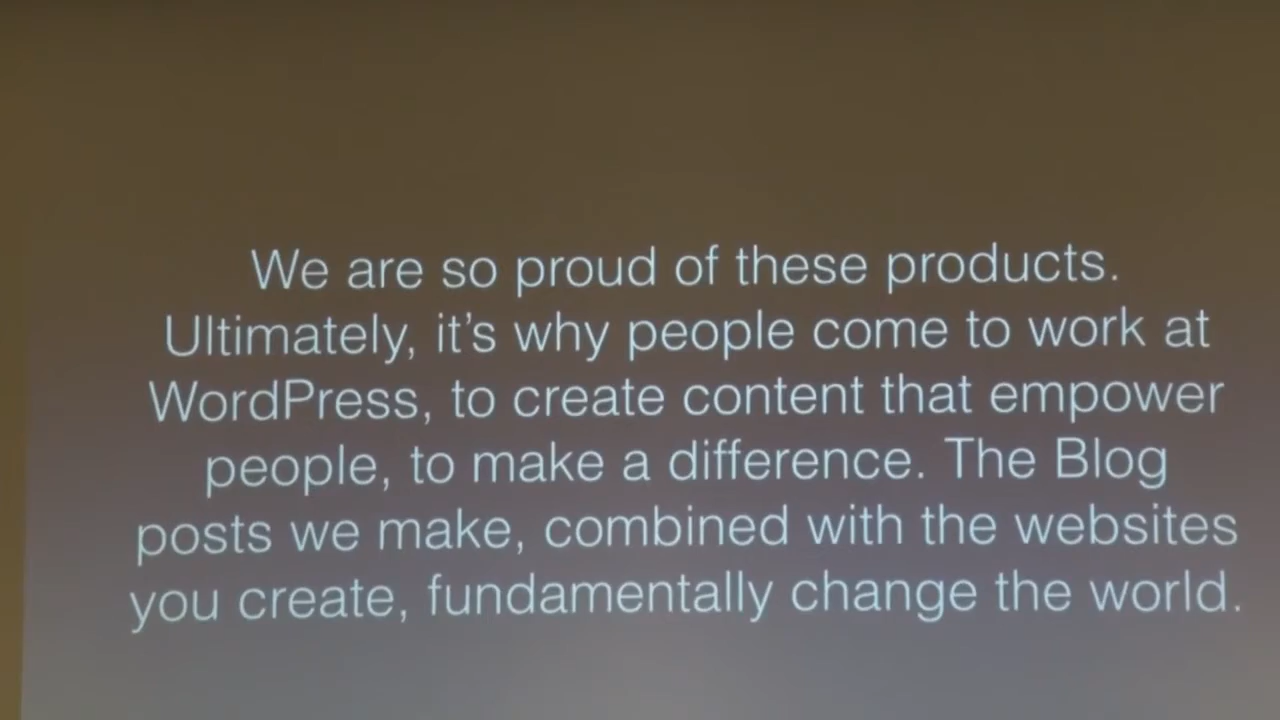 We are so proud of these products.
Ultimately, it's why people come to work at
WordPress, to create content that empower
people, to make a difference. The Blog
posts we make, combined with the websites
you create, fundamentally change the world.